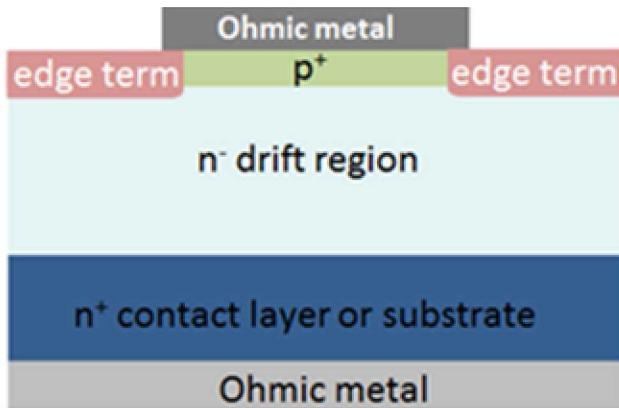 Ohmic metal
edge term p⁺ edge term
n⁻ drift region
n⁺ contact layer or substrate
Ohmic metal